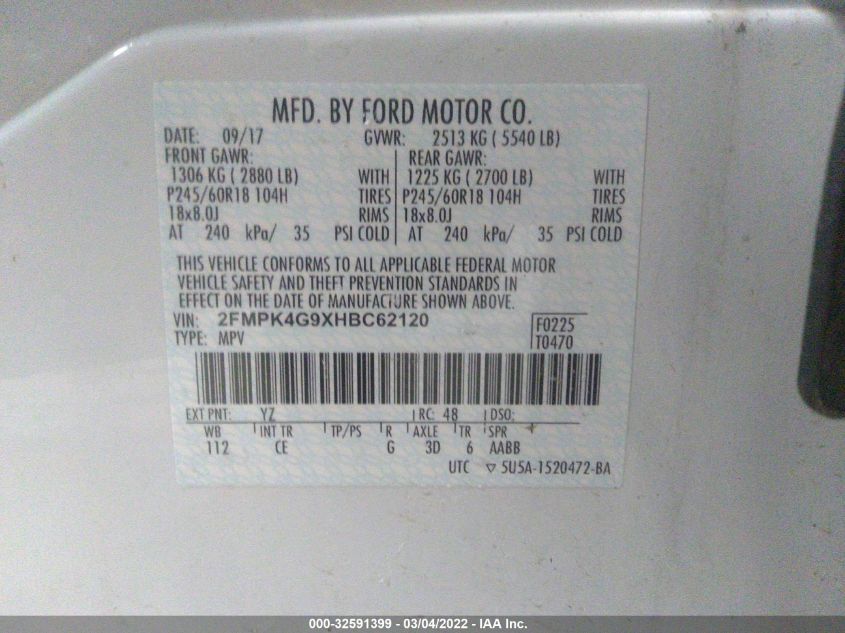 MFD. BY FORD MOTOR CO.
DATE: 09/17 GVWR: 2513 KG ( 5540 LB)
FRONT GAWR: REAR GAWR:
1306 KG ( 2880 LB) WITH 1225 KG ( 2700 LB) WITH
P245/60R18 104H TIRES P245/60R18 104H TIRES
18x8.0J RIMS 18x8.0J RIMS
AT 240 kPa/ 35 PSI COLD AT 240 kPa/ 35 PSI COLD
THIS VEHICLE CONFORMS TO ALL APPLICABLE FEDERAL MOTOR
VEHICLE SAFETY AND THEFT PREVENTION STANDARDS IN
EFFECT ON THE DATE OF MANUFACTURE SHOWN ABOVE.
VIN: 2FMPK4G9XHBC62120 F0225
TYPE: MPV T0470
EXT PNT: YZ RC: 48 DSO:
WB INT TR TP/PS R AXLE TR SPR
112 CE G 3D 6 AABB
UTC ▽ 5U5A-1520472-BA
000-32591399 - 03/04/2022 - IAA Inc.